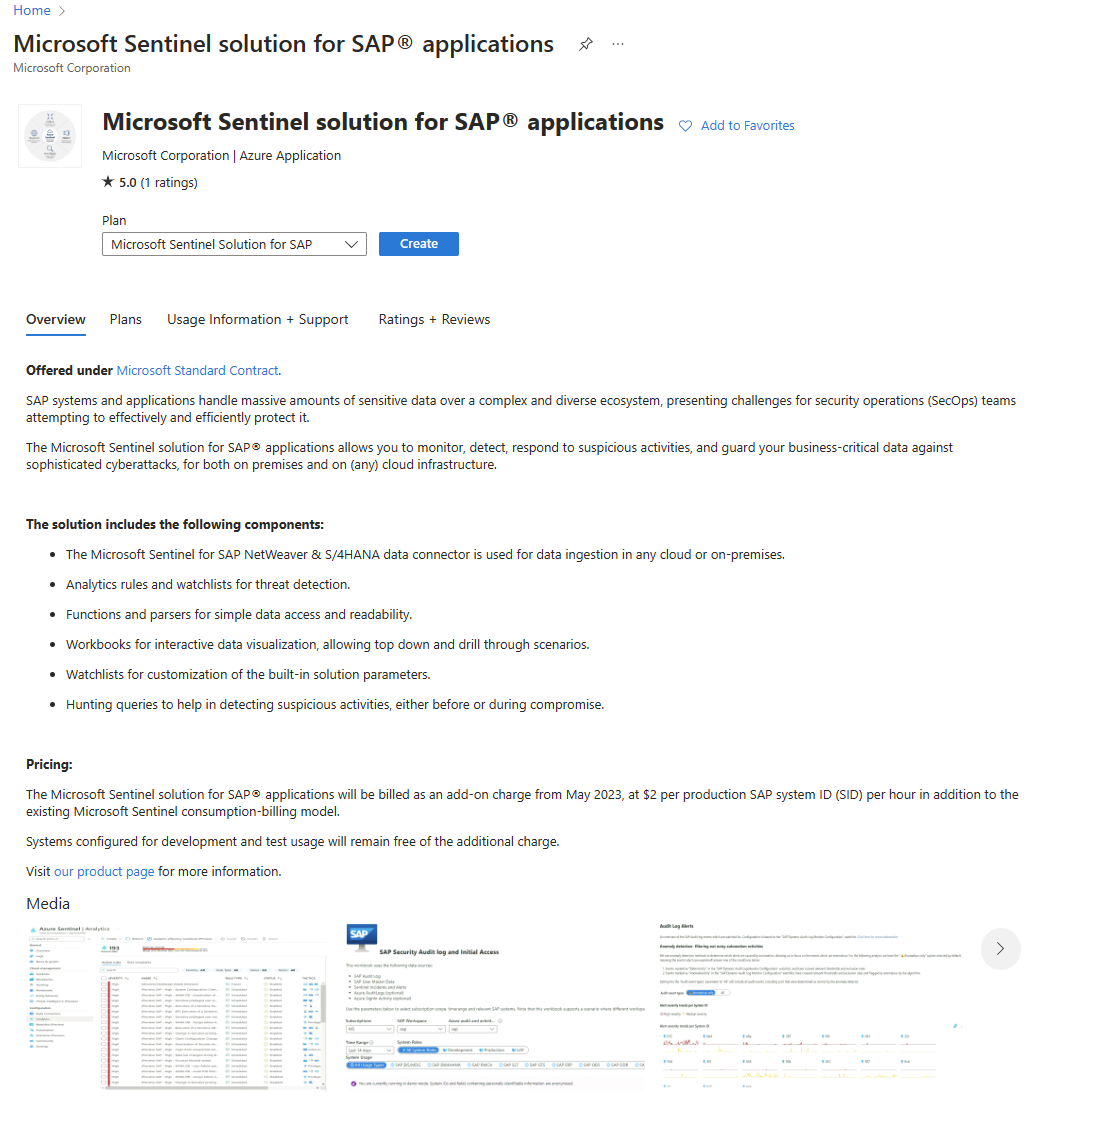 Home
Microsoft Sentinel solution for SAP® applications
Microsoft Corporation
Microsoft Sentinel solution for SAP® applications
Add to Favorites
Microsoft Corporation | Azure Application
★ 5.0 (1 ratings)
Plan
Microsoft Sentinel Solution for SAP
Create
Overview Plans Usage Information + Support Ratings + Reviews
Offered under Microsoft Standard Contract.
SAP systems and applications handle massive amounts of sensitive data over a complex and diverse ecosystem, presenting challenges for security operations (SecOps) teams
attempting to effectively and efficiently protect it.
The Microsoft Sentinel solution for SAP® applications allows you to monitor, detect, respond to suspicious activities, and guard your business-critical data against
sophisticated cyberattacks, for both on premises and on (any) cloud infrastructure.
The solution includes the following components:
• The Microsoft Sentinel for SAP NetWeaver & S/4HANA data connector is used for data ingestion in any cloud or on-premises.
• Analytics rules and watchlists for threat detection.
• Functions and parsers for simple data access and readability.
• Workbooks for interactive data visualization, allowing top down and drill through scenarios.
• Watchlists for customization of the built-in solution parameters.
• Hunting queries to help in detecting suspicious activities, either before or during compromise.
Pricing:
The Microsoft Sentinel solution for SAP® applications will be billed as an add-on charge from May 2023, at $2 per production SAP system ID (SID) per hour in addition to the
existing Microsoft Sentinel consumption-billing model.
Systems configured for development and test usage will remain free of the additional charge.
Visit our product page for more information.
Media
Azure Sentinel | Analytics
193
SAP
SAP Security Audit log and Initial Access
Audit Log Alerts